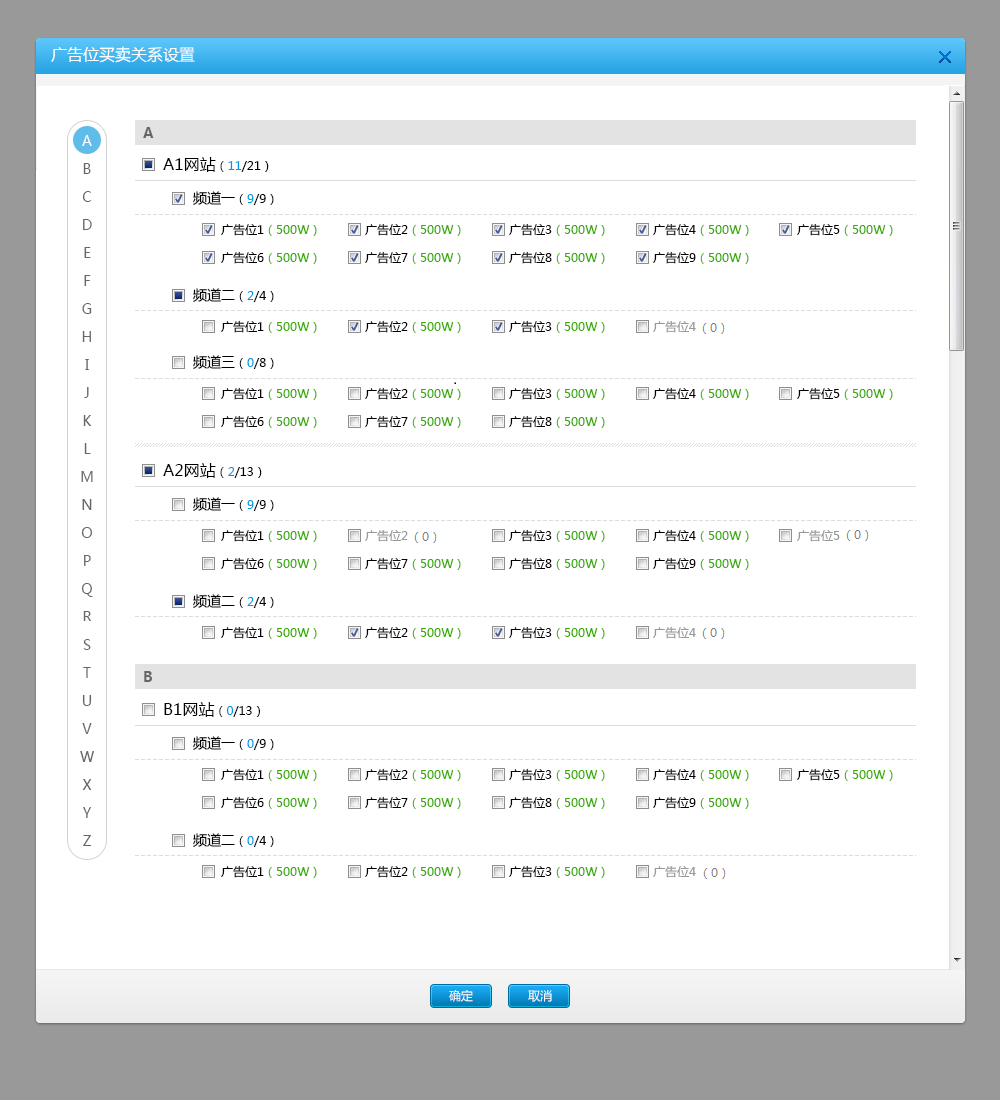 广告位买卖关系设置
A
B
C
D
E
F
G
H
I
J
K
L
M
N
O
P
Q
R
S
T
U
V
W
X
Y
Z
A
A1网站 ( 11/21 )
频道一 ( 9/9 )
广告位1 ( 500W ) 广告位2 ( 500W ) 广告位3 ( 500W ) 广告位4 ( 500W ) 广告位5 ( 500W )
广告位6 ( 500W ) 广告位7 ( 500W ) 广告位8 ( 500W ) 广告位9 ( 500W )
频道二 ( 2/4 )
广告位1 ( 500W ) 广告位2 ( 500W ) 广告位3 ( 500W ) 广告位4 ( 0 )
频道三 ( 0/8 )
广告位1 ( 500W ) 广告位2 ( 500W ) 广告位3 ( 500W ) 广告位4 ( 500W ) 广告位5 ( 500W )
广告位6 ( 500W ) 广告位7 ( 500W ) 广告位8 ( 500W )
A2网站 ( 2/13 )
频道一 ( 9/9 )
广告位1 ( 500W ) 广告位2 ( 0 ) 广告位3 ( 500W ) 广告位4 ( 500W ) 广告位5 ( 0 )
广告位6 ( 500W ) 广告位7 ( 500W ) 广告位8 ( 500W ) 广告位9 ( 500W )
频道二 ( 2/4 )
广告位1 ( 500W ) 广告位2 ( 500W ) 广告位3 ( 500W ) 广告位4 ( 0 )
B
B1网站 ( 0/13 )
频道一 ( 0/9 )
广告位1 ( 500W ) 广告位2 ( 500W ) 广告位3 ( 500W ) 广告位4 ( 500W ) 广告位5 ( 500W )
广告位6 ( 500W ) 广告位7 ( 500W ) 广告位8 ( 500W ) 广告位9 ( 500W )
频道二 ( 0/4 )
广告位1 ( 500W ) 广告位2 ( 500W ) 广告位3 ( 500W ) 广告位4 ( 0 )
确定 取消